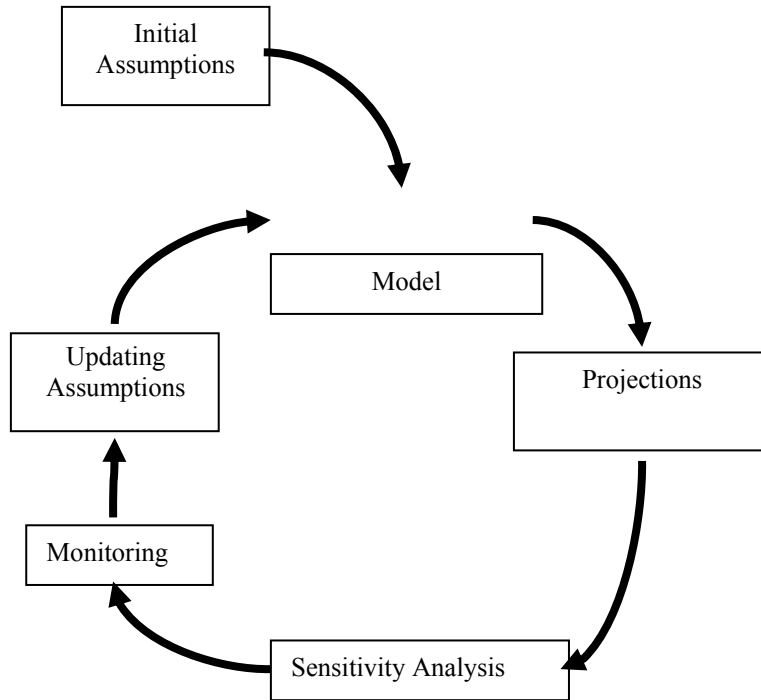 Initial
Assumptions
Model
Updating
Assumptions
Projections
Monitoring
Sensitivity Analysis